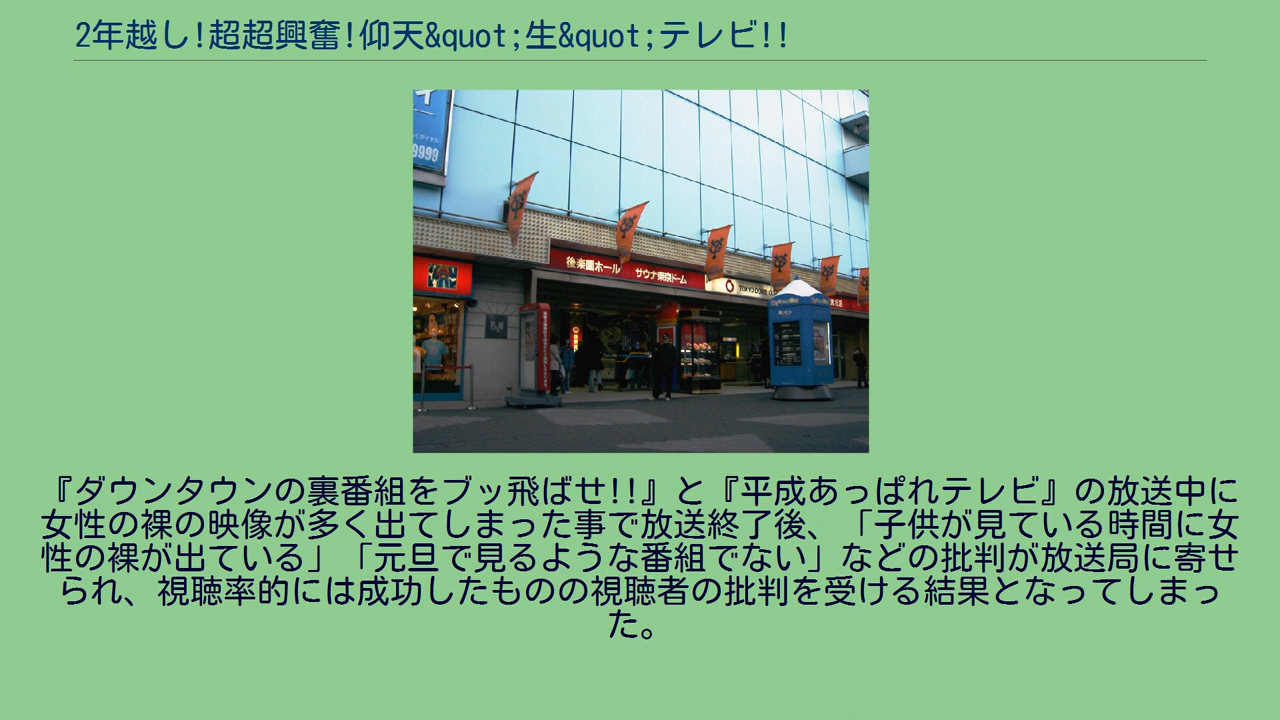 2年越し!超超興奮!仰天&quot;生&quot;テレビ!!
9999
後楽園ホール サウナ東京ドーム
TOKYO DOME
『ダウンタウンの裏番組をブッ飛ばせ!!』と『平成あっぱれテレビ』の放送中に
女性の裸の映像が多く出てしまった事で放送終了後、「子供が見ている時間に女
性の裸が出ている」「元旦で見るような番組でない」などの批判が放送局に寄せ
られ、視聴率的には成功したものの視聴者の批判を受ける結果となってしまっ
た。